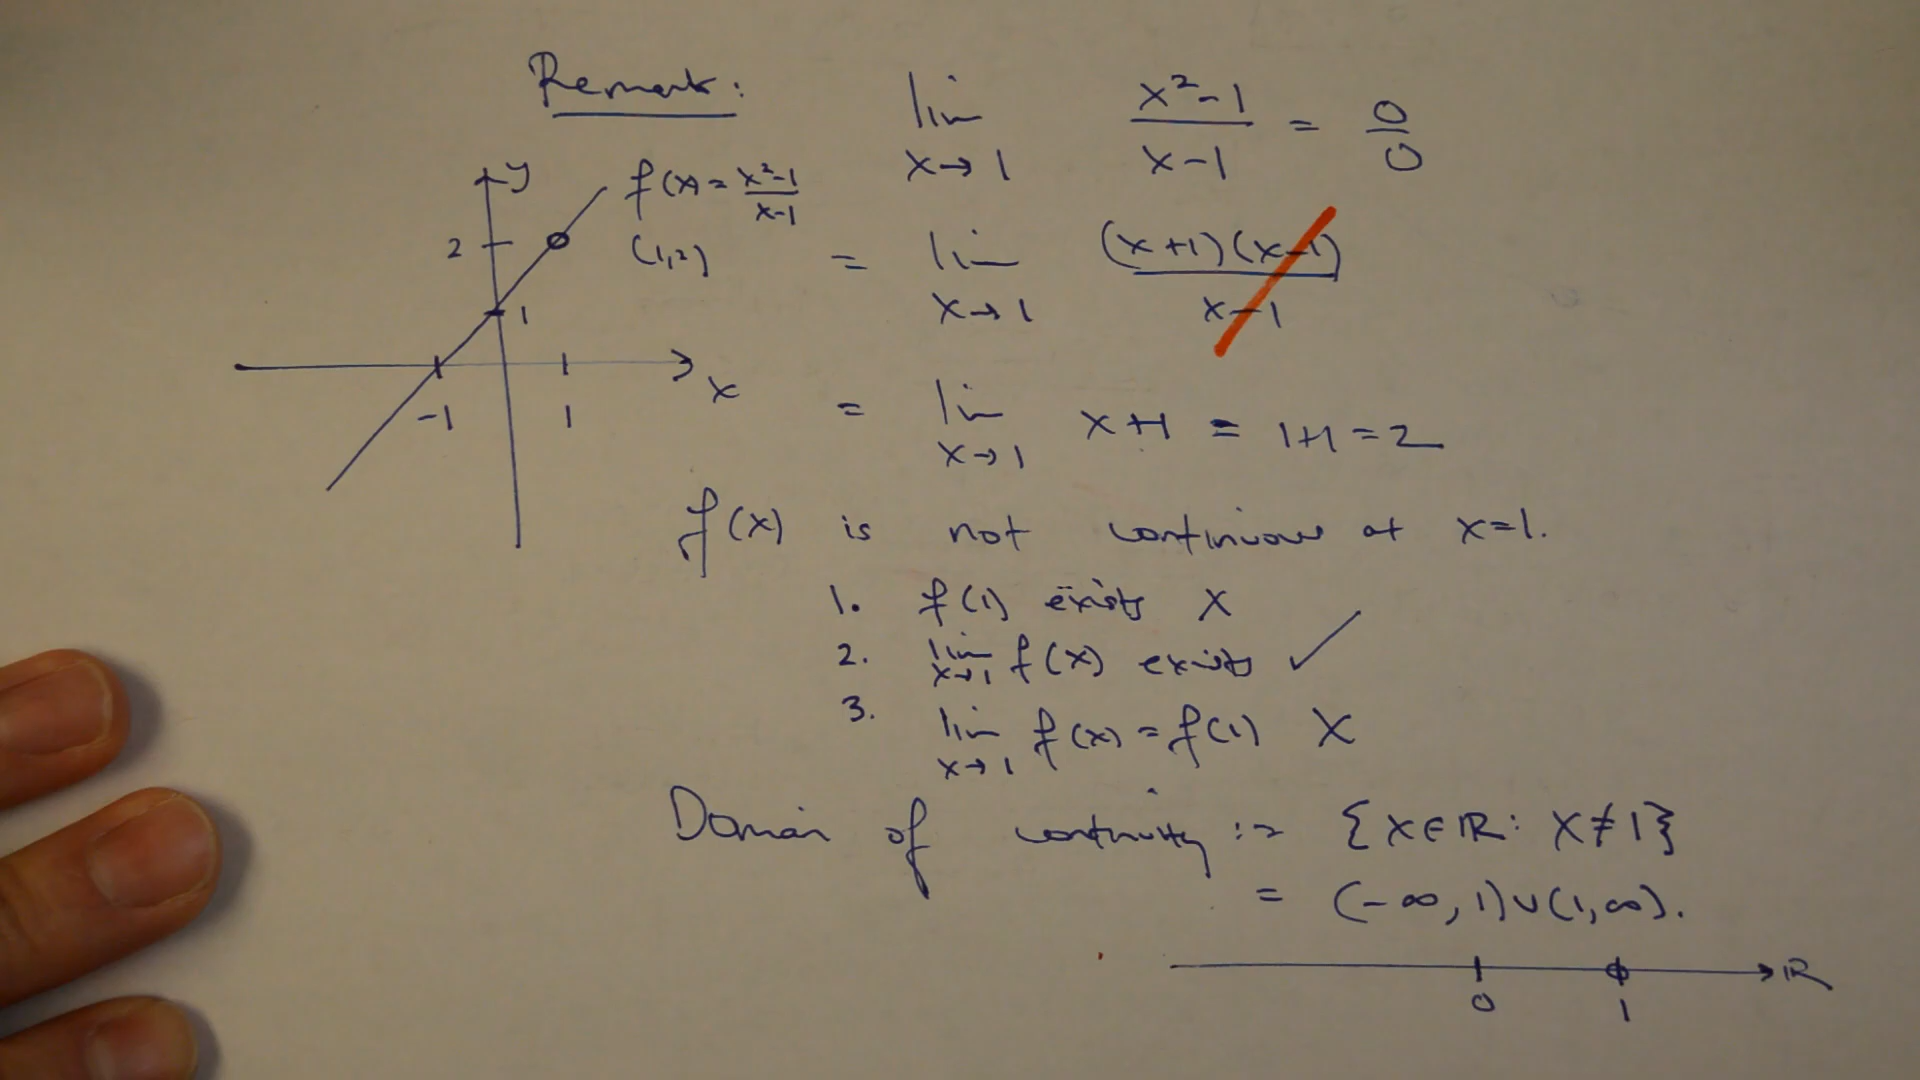 Remark: lim x→1 x²-1/x-1 = 0/0
y
f(x) = x²-1/x-1
2
(1,2)
= lim x→1 (x+1)(x-1)/x-1
1
x
-1 1
= lim x→1 x+1 = 1+1 = 2
f(x) is not continuous at x=1.
1. f(1) exists X
2. lim x→1 f(x) exists ✓
3. lim x→1 f(x) = f(1) X
Domain of continuity := {x∈ℝ: x≠1}
= (-∞,1)∪(1,∞).
ℝ
0 1